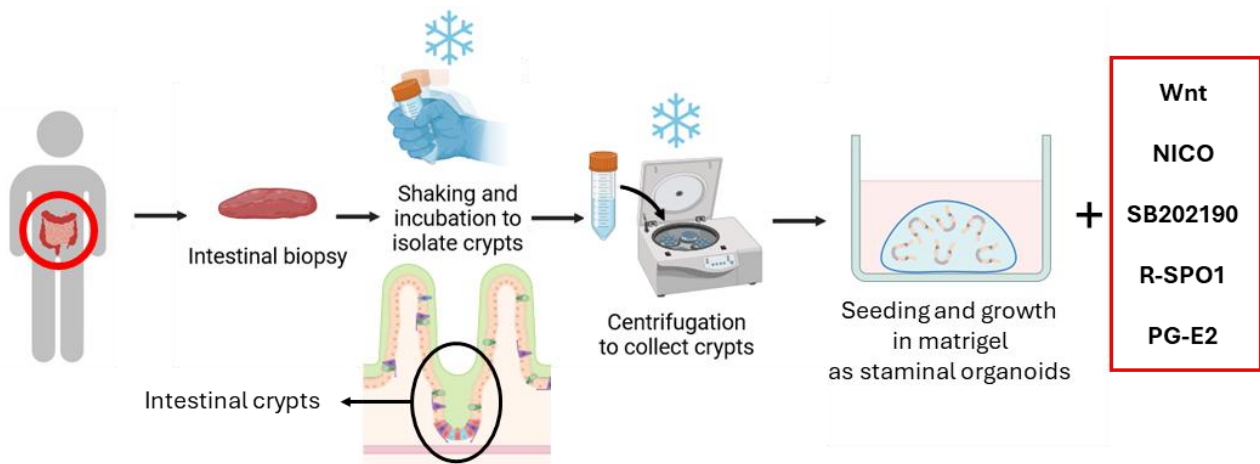 Intestinal biopsy
Shaking and
incubation to
isolate crypts
Intestinal crypts
Centrifugation
to collect crypts
Seeding and growth
in matrigel
as staminal organoids
+
Wnt
NICO
SB202190
R-SPO1
PG-E2